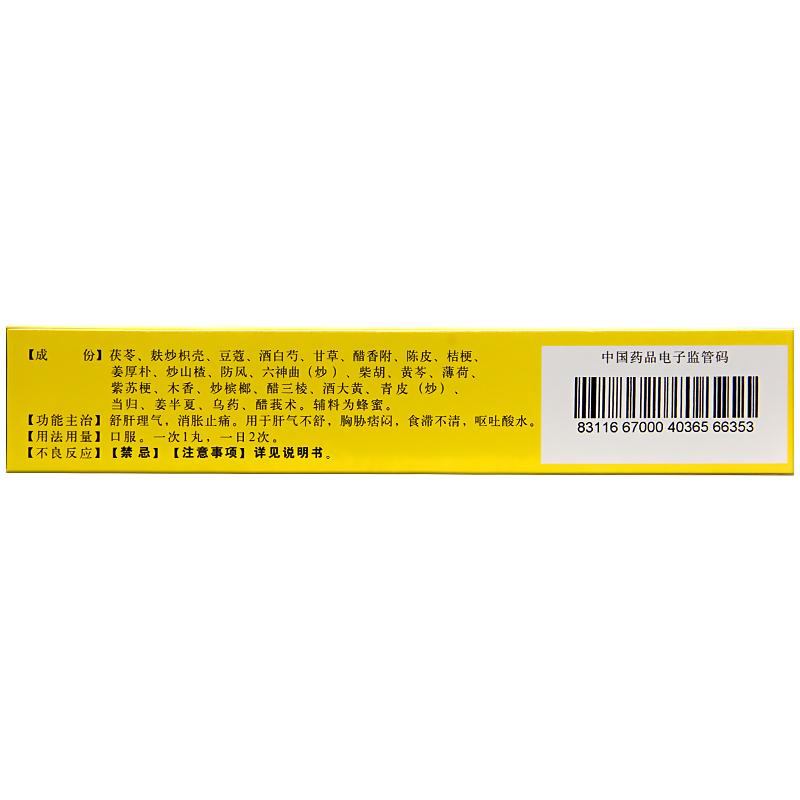 【成 份】茯苓、麸炒枳壳、豆蔻、酒白芍、甘草、醋香附、陈皮、桔梗、
姜厚朴、炒山楂、防风、六神曲（炒）、柴胡、黄芩、薄荷、
紫苏梗、木香、炒槟榔、醋三棱、酒大黄、青皮（炒）、
当归、姜半夏、乌药、醋莪术。辅料为蜂蜜。
【功能主治】舒肝理气，消胀止痛。用于肝气不舒，胸胁痞闷，食滞不清，呕吐酸水。
【用法用量】口服。一次1丸，一日2次。
【不良反应】【禁 忌】【注意事项】详见说明书。
中国药品电子监管码
83116 67000 40365 66353